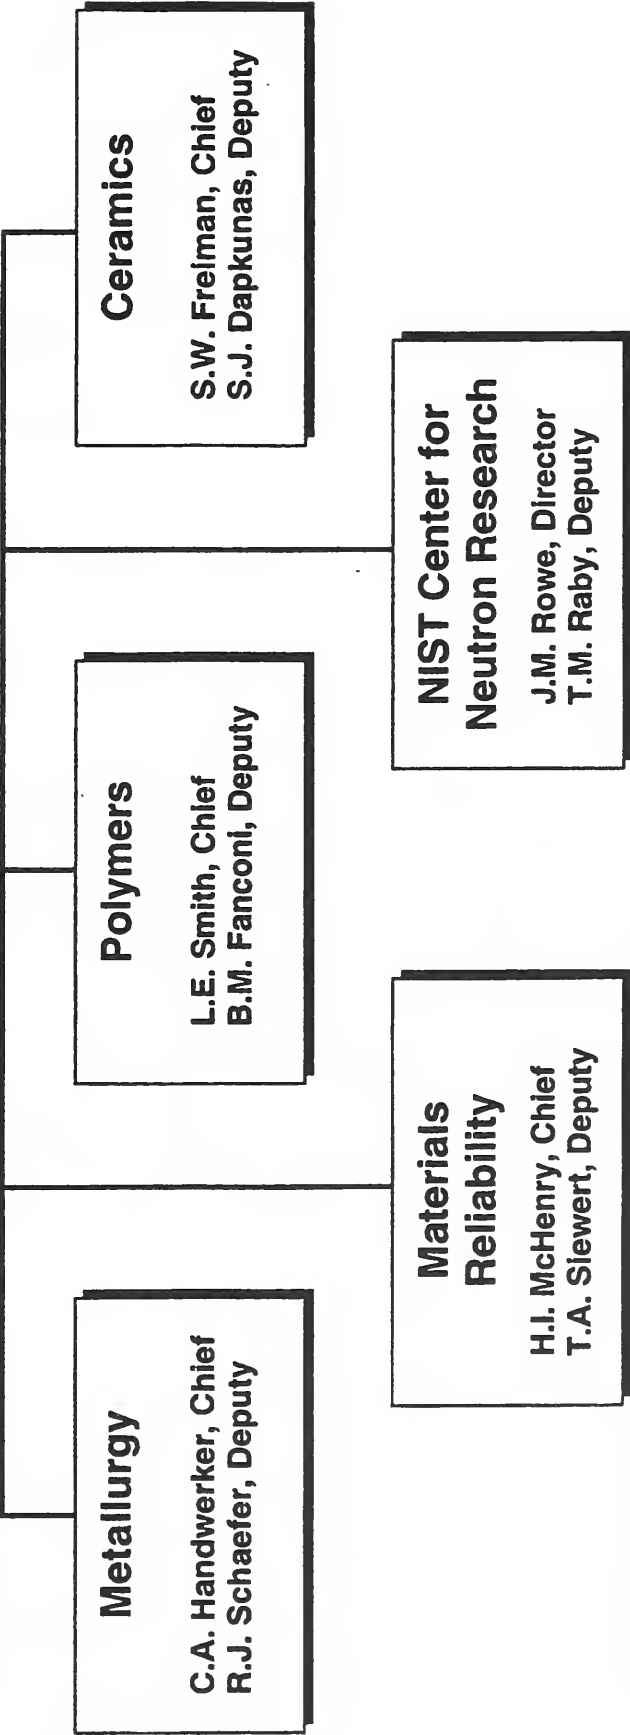 Metallurgy
C.A. Handwerker, Chief
R.J. Schaefer, Deputy
Polymers
L.E. Smith, Chief
B.M. Fanconi, Deputy
Ceramics
S.W. Freiman, Chief
S.J. Dapkunas, Deputy
Materials
Reliability
H.I. McHenry, Chief
T.A. Siewert, Deputy
NIST Center for
Neutron Research
J.M. Rowe, Director
T.M. Raby, Deputy